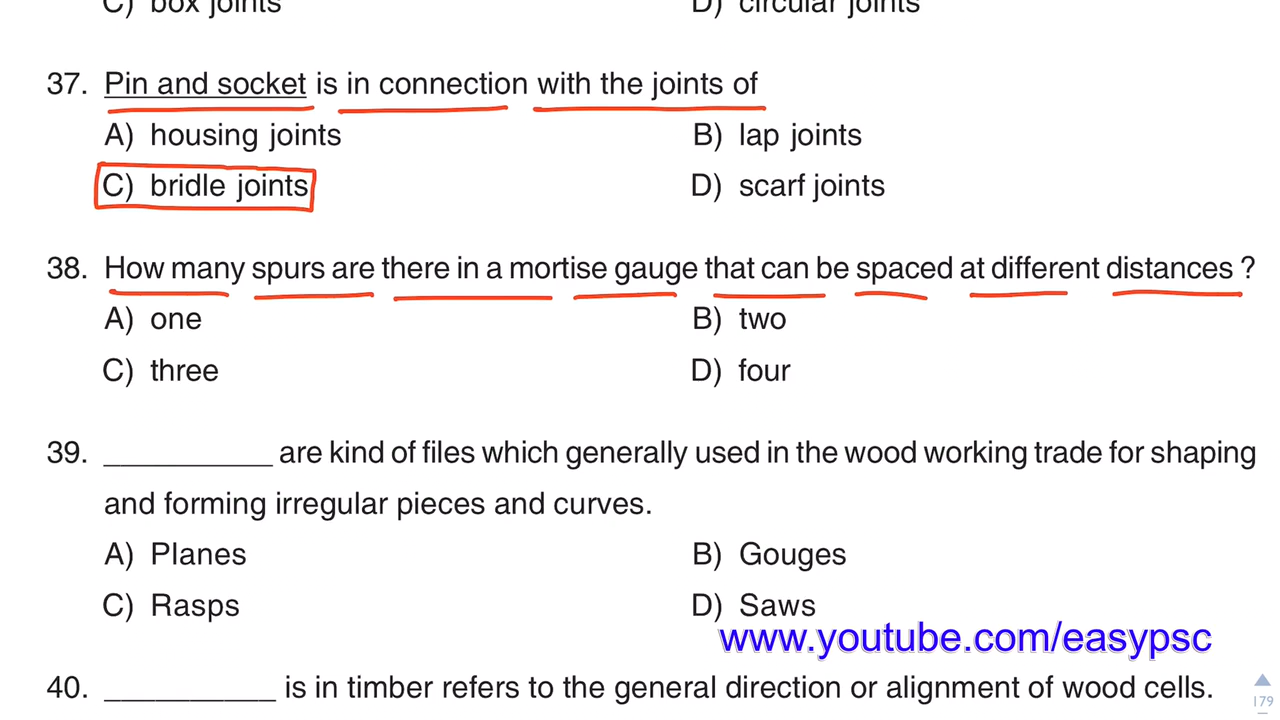 C) box joints D) circular joints
37. Pin and socket is in connection with the joints of
A) housing joints B) lap joints
C) bridle joints D) scarf joints
38. How many spurs are there in a mortise gauge that can be spaced at different distances ?
A) one B) two
C) three D) four
39. __________ are kind of files which generally used in the wood working trade for shaping
and forming irregular pieces and curves.
A) Planes B) Gouges
C) Rasps D) Saws
www.youtube.com/easypsc
40. __________ is in timber refers to the general direction or alignment of wood cells.
179